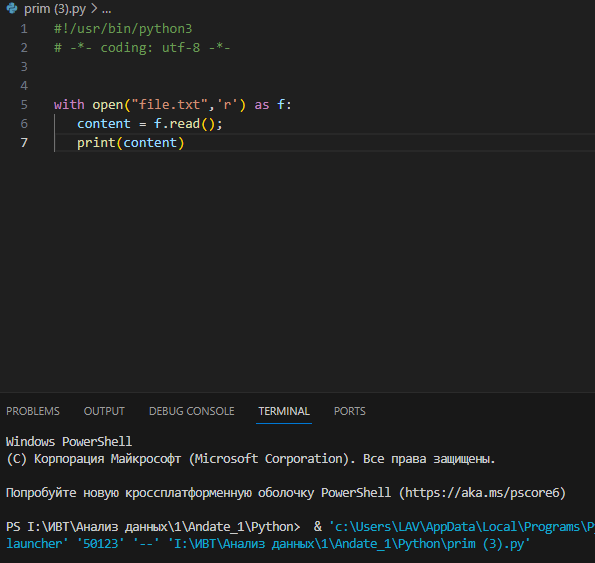 prim (3).py > ...
1 #!/usr/bin/python3
2 # -*- coding: utf-8 -*-
3
4
5 with open("file.txt",'r') as f:
6 content = f.read();
7 print(content)
PROBLEMS OUTPUT DEBUG CONSOLE TERMINAL PORTS
Windows PowerShell
(C) Корпорация Майкрософт (Microsoft Corporation). Все права защищены.
Попробуйте новую кроссплатформенную оболочку PowerShell (https://aka.ms/pscore6)
PS I:\ИВТ\Анализ данных\1\Andate_1\Python> & 'c:\Users\LAV\AppData\Local\Programs\P
launcher' '50123' '--' 'I:\ИВТ\Анализ данных\1\Andate_1\Python\prim (3).py'